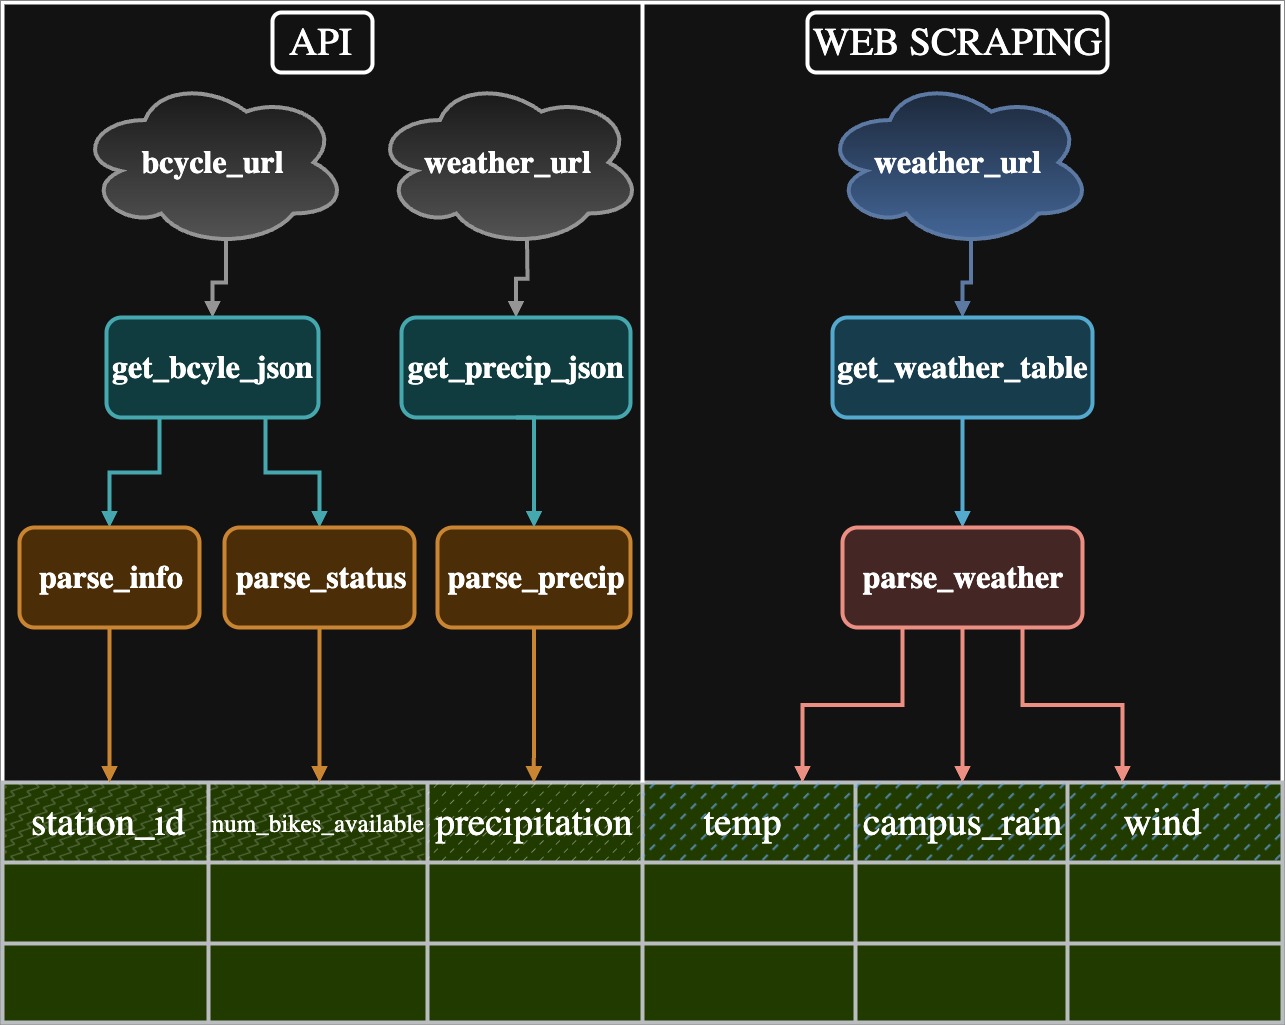 API
WEB SCRAPING
bcycle_url
weather_url
weather_url
get_bcyle_json
get_precip_json
get_weather_table
parse_info
parse_status
parse_precip
parse_weather
station_id
num_bikes_available
precipitation
temp
campus_rain
wind